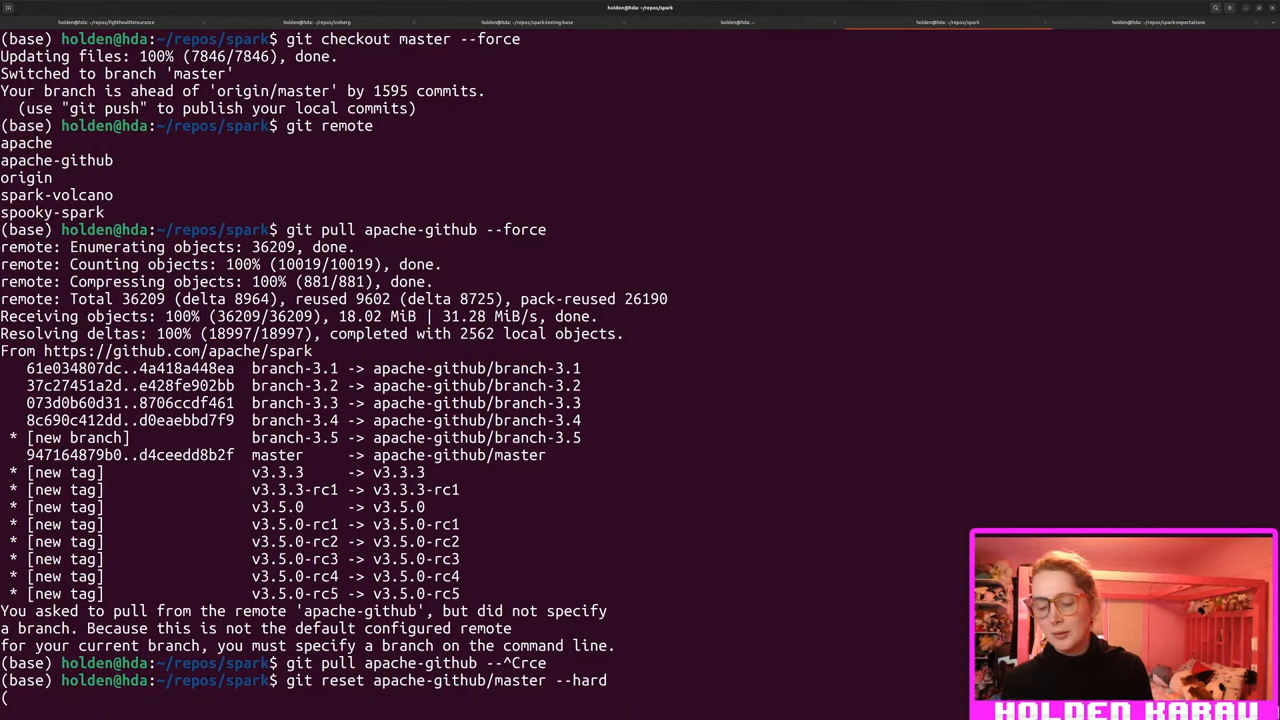 holden@hda: ~/repos/spark
holden@hda: ~/repos/fighthealthinsurance
holden@hda: ~/repos/iceberg
holden@hda: ~/repos/spark-testing-base
holden@hda: ~
holden@hda: ~/repos/spark
holden@hda: ~/repos/spark-expectations
(base) holden@hda:~/repos/spark$ git checkout master --force
Updating files: 100% (7846/7846), done.
Switched to branch 'master'
Your branch is ahead of 'origin/master' by 1595 commits.
  (use "git push" to publish your local commits)
(base) holden@hda:~/repos/spark$ git remote
apache
apache-github
origin
spark-volcano
spooky-spark
(base) holden@hda:~/repos/spark$ git pull apache-github --force
remote: Enumerating objects: 36209, done.
remote: Counting objects: 100% (10019/10019), done.
remote: Compressing objects: 100% (881/881), done.
remote: Total 36209 (delta 8964), reused 9602 (delta 8725), pack-reused 26190
Receiving objects: 100% (36209/36209), 18.02 MiB | 31.28 MiB/s, done.
Resolving deltas: 100% (18997/18997), completed with 2562 local objects.
From https://github.com/apache/spark
   61e034807dc..4a418a448ea  branch-3.1 -> apache-github/branch-3.1
   37c27451a2d..e428fe902bb  branch-3.2 -> apache-github/branch-3.2
   073d0b60d31..8706ccdf461  branch-3.3 -> apache-github/branch-3.3
   8c690c412dd..d0eaebbd7f9  branch-3.4 -> apache-github/branch-3.4
 * [new branch]              branch-3.5 -> apache-github/branch-3.5
   947164879b0..d4ceedd8b2f  master     -> apache-github/master
 * [new tag]                 v3.3.3     -> v3.3.3
 * [new tag]                 v3.3.3-rc1 -> v3.3.3-rc1
 * [new tag]                 v3.5.0     -> v3.5.0
 * [new tag]                 v3.5.0-rc1 -> v3.5.0-rc1
 * [new tag]                 v3.5.0-rc2 -> v3.5.0-rc2
 * [new tag]                 v3.5.0-rc3 -> v3.5.0-rc3
 * [new tag]                 v3.5.0-rc4 -> v3.5.0-rc4
 * [new tag]                 v3.5.0-rc5 -> v3.5.0-rc5
You asked to pull from the remote 'apache-github', but did not specify
a branch. Because this is not the default configured remote
for your current branch, you must specify a branch on the command line.
(base) holden@hda:~/repos/spark$ git pull apache-github --^Crce
(base) holden@hda:~/repos/spark$ git reset apache-github/master --hard
(
HOLDEN KARAU